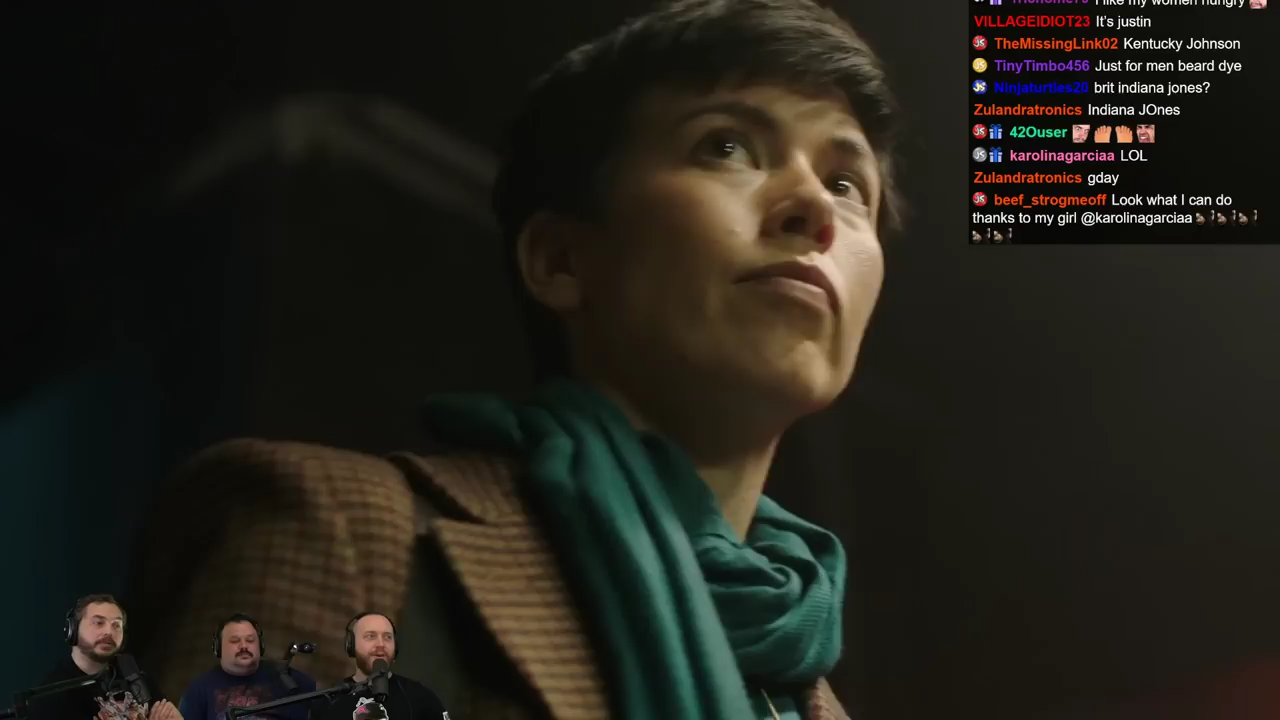 I like my women hungry
VILLAGEIDIOT23 It's justin
TheMissingLink02 Kentucky Johnson
TinyTimbo456 Just for men beard dye
Ninjaturtles20 brit indiana jones?
Zulandratronics Indiana JOnes
42Ouser
karolinagarciaa LOL
Zulandratronics gday
beef_strogmeoff Look what I can do
thanks to my girl @karolinagarciaa